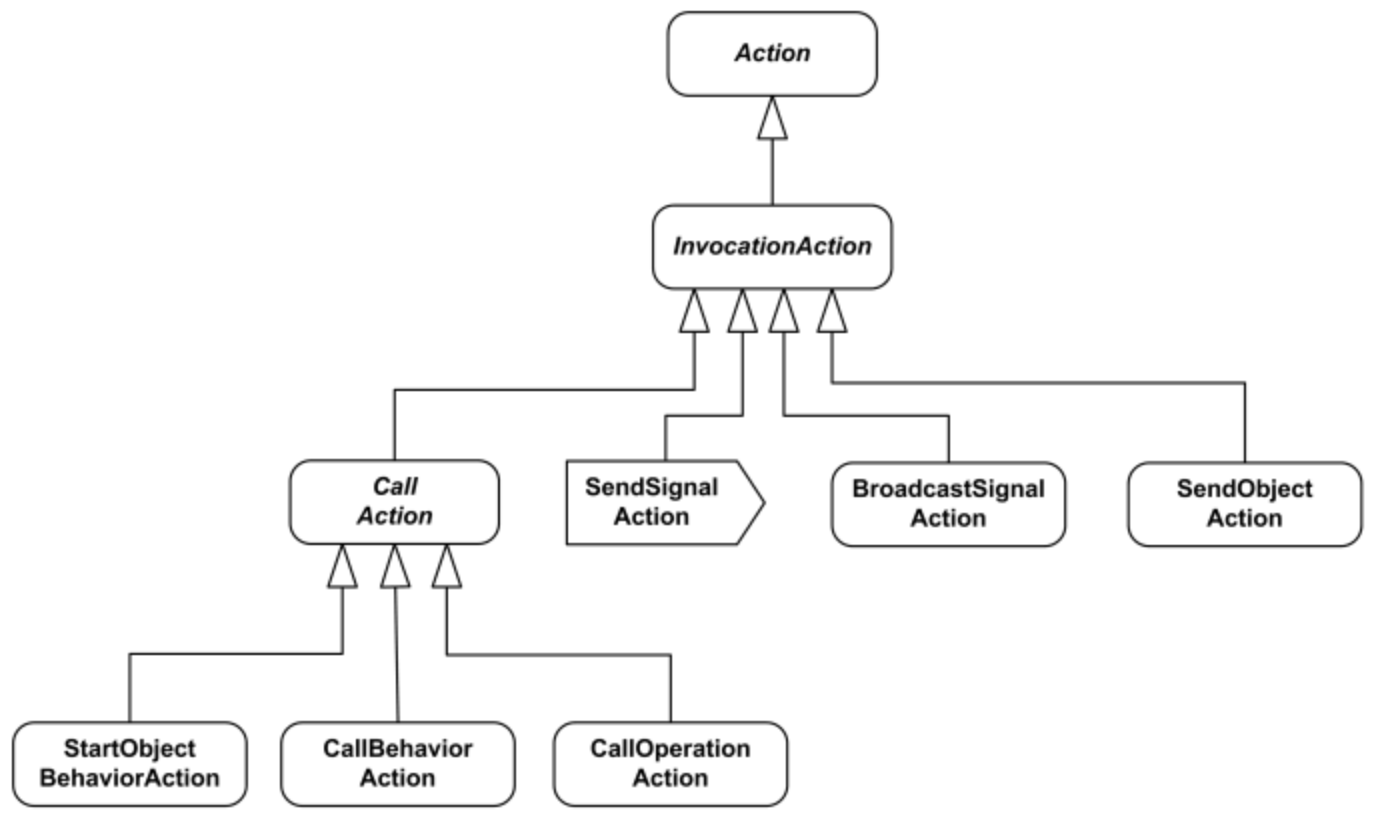 Action
InvocationAction
Call
Action
SendSignal
Action
BroadcastSignal
Action
SendObject
Action
StartObject
BehaviorAction
CallBehavior
Action
CallOperation
Action